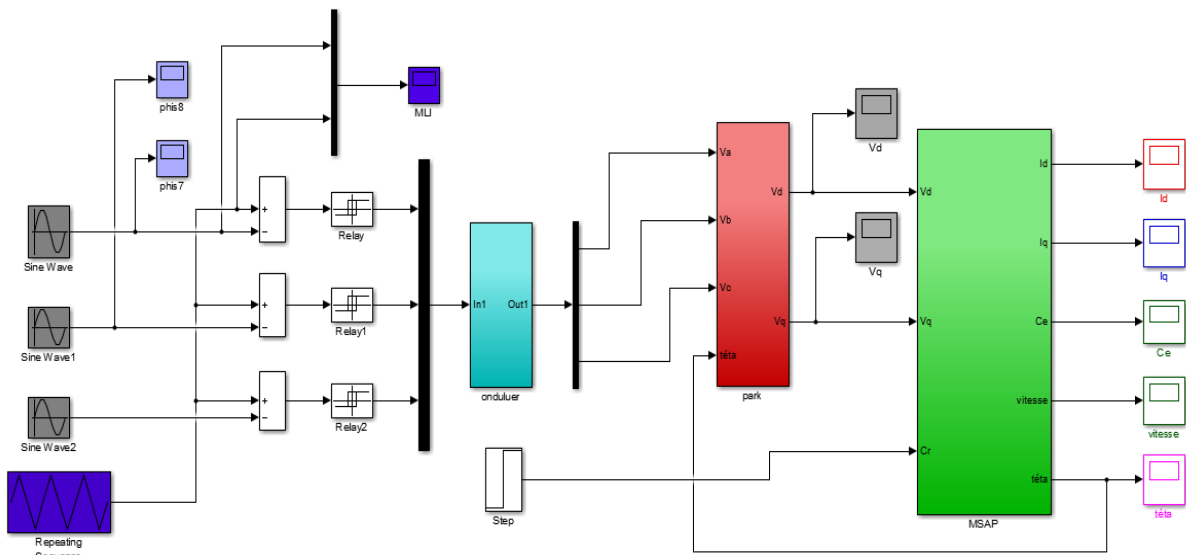 phis8
phis7
MLI
Sine Wave
Sine Wave1
Sine Wave2
Repeating
+
−
+
−
+
−
Relay
Relay1
Relay2
In1
Out1
onduluer
Step
Va
Vb
Vc
téta
Vd
Vq
park
Vd
Vq
Vd
Vq
Cr
Id
Iq
Ce
vitesse
téta
MSAP
Id
Iq
Ce
vitesse
téta